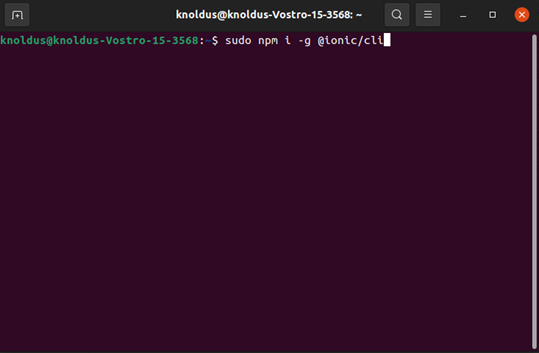 knoldus@knoldus-Vostro-15-3568: ~
knoldus@knoldus-Vostro-15-3568:~$ sudo npm i -g @ionic/cli